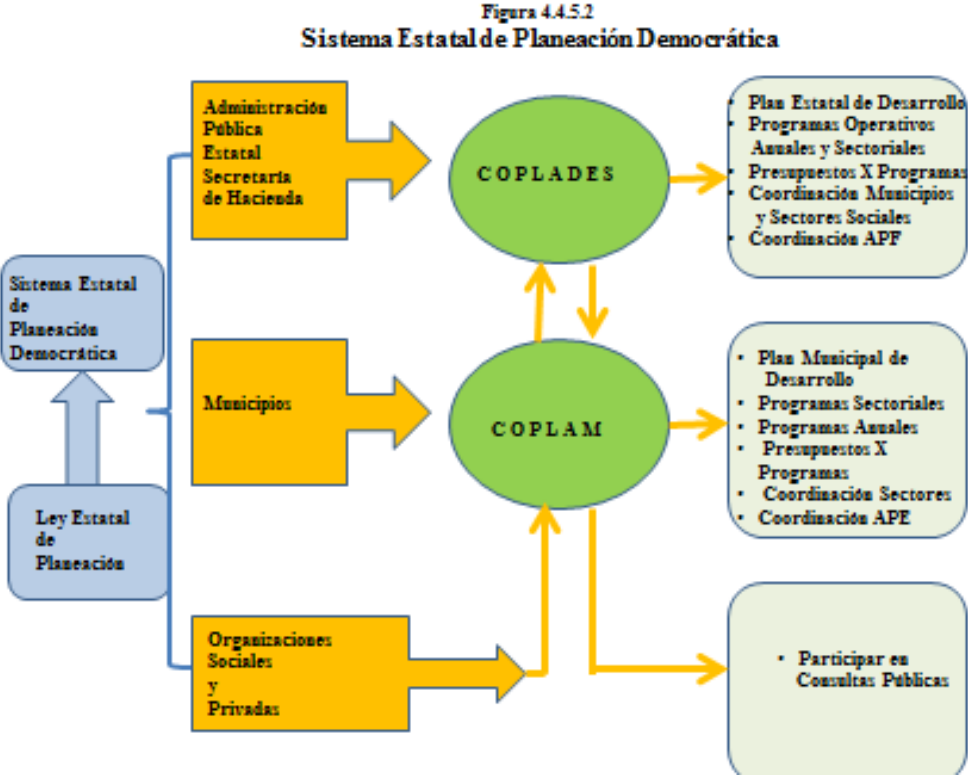 Figura 4.4.5.2
Sistema Estatal de Planeación Democrática
Administración
Pública
Estatal
Secretaría
de Hacienda
COPLADES
• Plan Estatal de Desarrollo
• Programas Operativos
Anuales y Sectoriales
• Presupuestos X Programas
• Coordinación Municipios
y Sectores Sociales
• Coordinación APF
Sistema Estatal
de
Planeación
Democrática
Municipios
COPLAM
• Plan Municipal de
Desarrollo
• Programas Sectoriales
• Programas Anuales
• Presupuestos X
Programas
• Coordinación Sectores
• Coordinación APE
Ley Estatal
de
Planeación
Organizaciones
Sociales
y
Privadas
• Participar en
Consultas Públicas